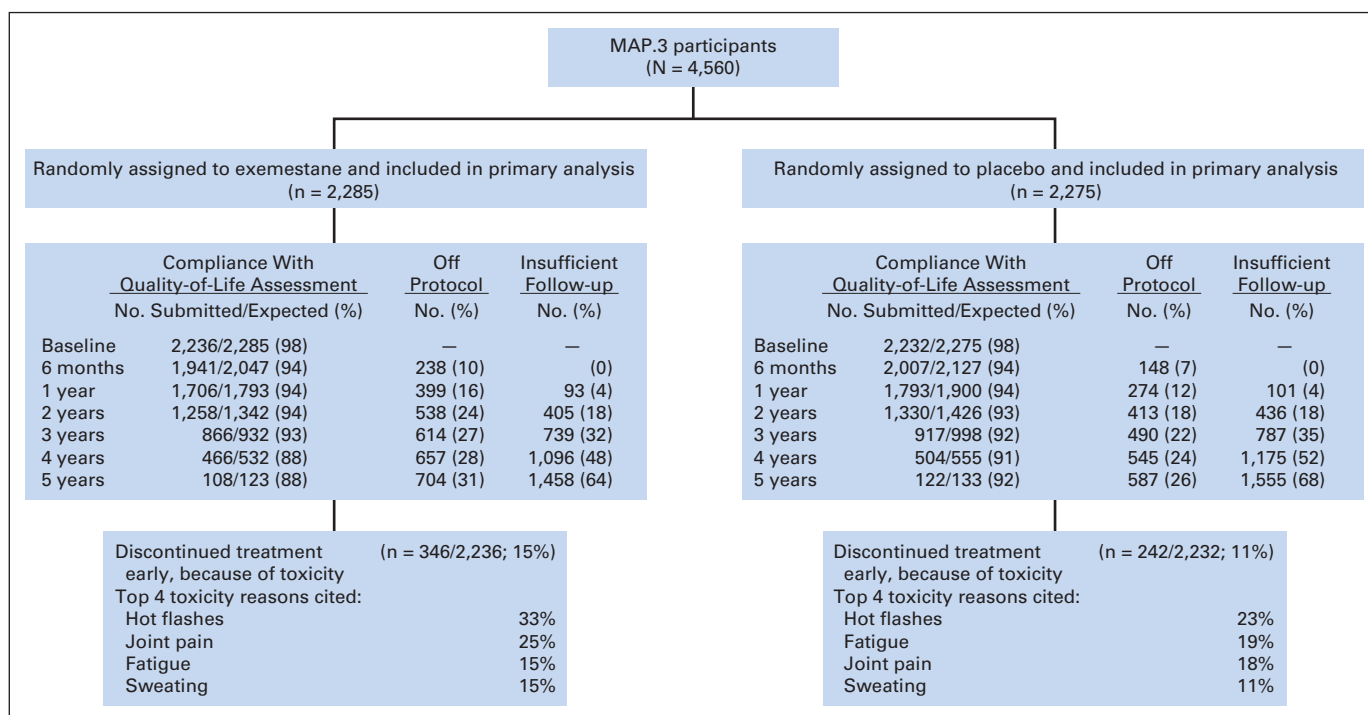 MAP.3 participants
(N = 4,560)
Randomly assigned to exemestane and included in primary analysis
(n = 2,285)
Compliance With Off Insufficient
Quality-of-Life Assessment Protocol Follow-up
No. Submitted/Expected (%) No. (%) No. (%)
Baseline 2,236/2,285 (98) — —
6 months 1,941/2,047 (94) 238 (10) (0)
1 year 1,706/1,793 (94) 399 (16) 93 (4)
2 years 1,258/1,342 (94) 538 (24) 405 (18)
3 years 866/932 (93) 614 (27) 739 (32)
4 years 466/532 (88) 657 (28) 1,096 (48)
5 years 108/123 (88) 704 (31) 1,458 (64)
Discontinued treatment (n = 346/2,236; 15%)
early, because of toxicity
Top 4 toxicity reasons cited:
Hot flashes 33%
Joint pain 25%
Fatigue 15%
Sweating 15%
Randomly assigned to placebo and included in primary analysis
(n = 2,275)
Compliance With Off Insufficient
Quality-of-Life Assessment Protocol Follow-up
No. Submitted/Expected (%) No. (%) No. (%)
Baseline 2,232/2,275 (98) — —
6 months 2,007/2,127 (94) 148 (7) (0)
1 year 1,793/1,900 (94) 274 (12) 101 (4)
2 years 1,330/1,426 (93) 413 (18) 436 (18)
3 years 917/998 (92) 490 (22) 787 (35)
4 years 504/555 (91) 545 (24) 1,175 (52)
5 years 122/133 (92) 587 (26) 1,555 (68)
Discontinued treatment (n = 242/2,232; 11%)
early, because of toxicity
Top 4 toxicity reasons cited:
Hot flashes 23%
Fatigue 19%
Joint pain 18%
Sweating 11%